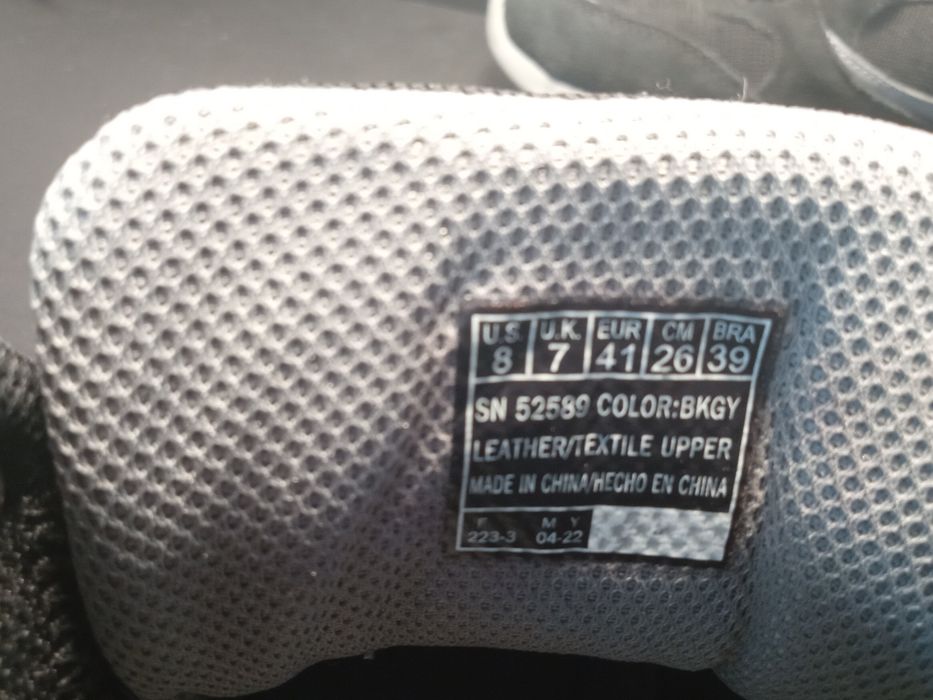 U.S. U.K. EUR CM BRA
8 7 41 26 39
SN 52589 COLOR:BKGY
LEATHER/TEXTILE UPPER
MADE IN CHINA/HECHO EN CHINA
F M Y
223-3 04-22